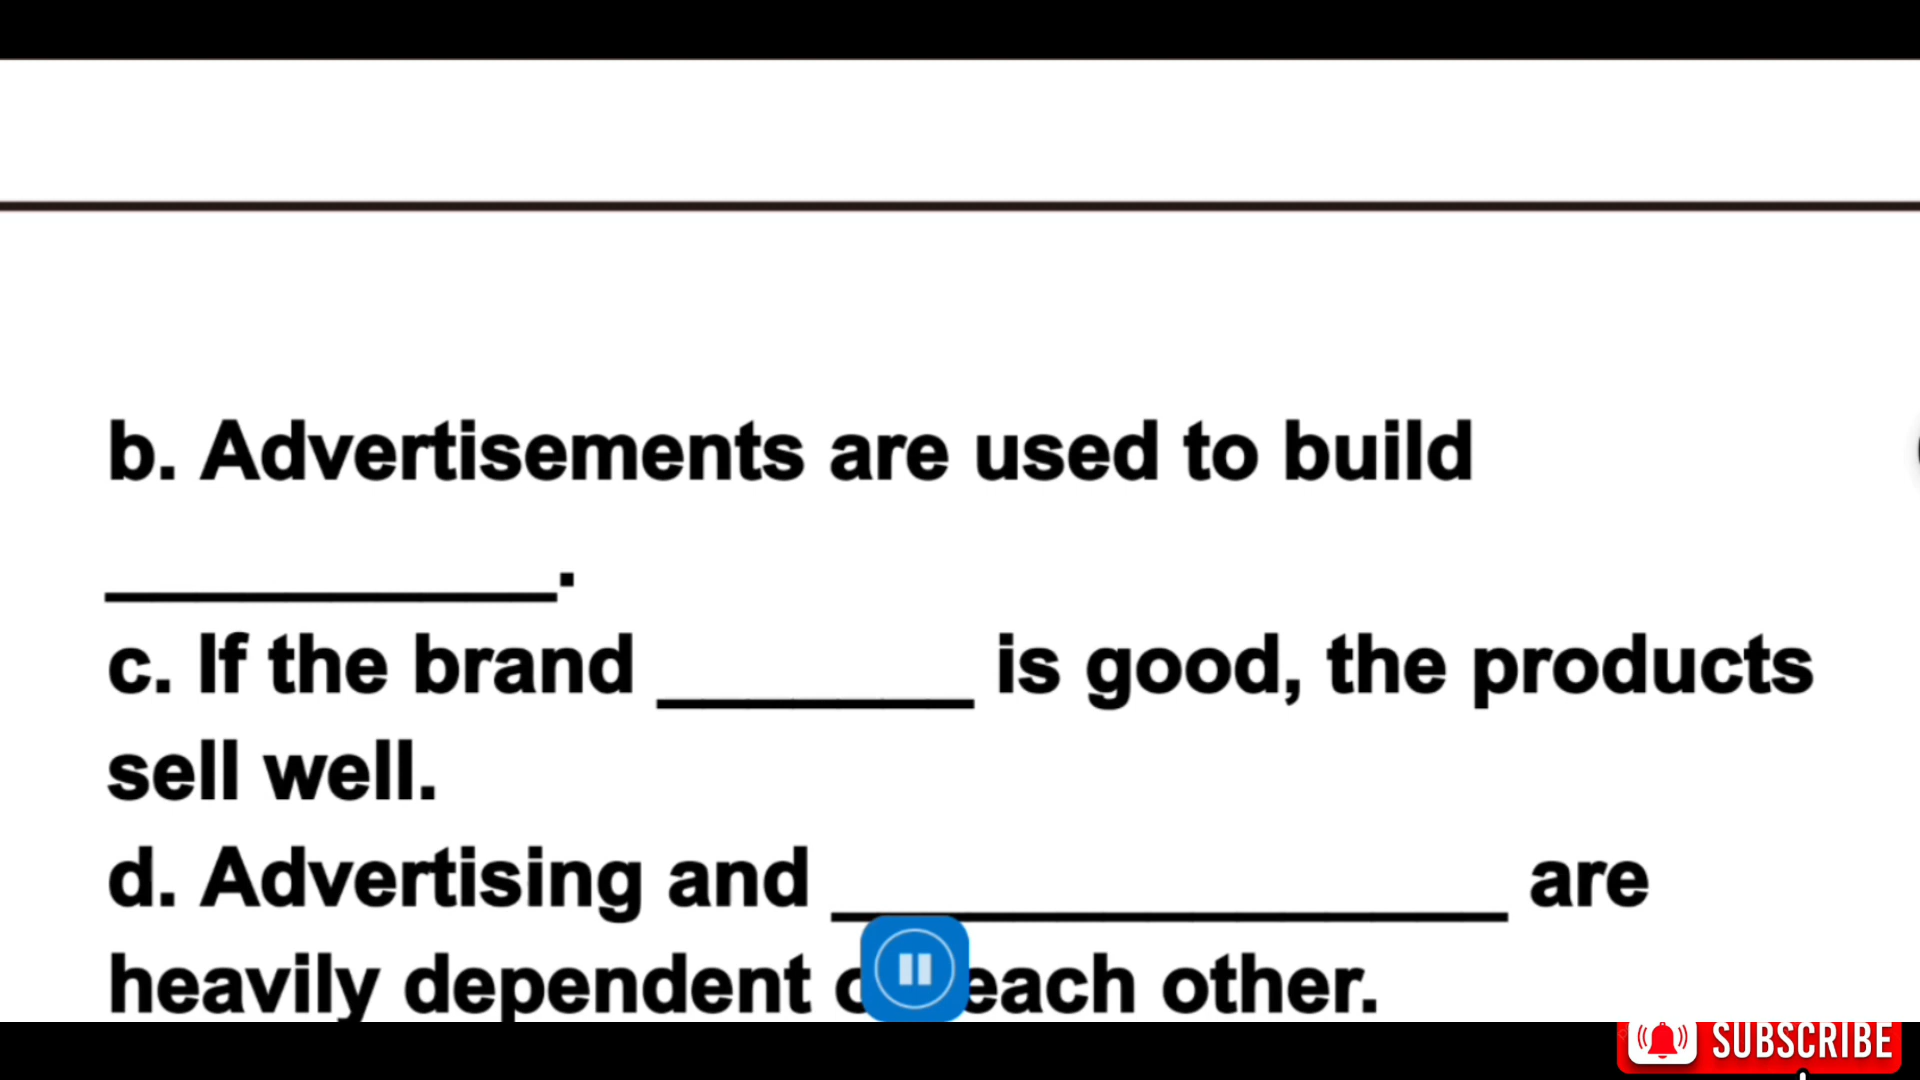 b. Advertisements are used to build
__________.
c. If the brand _______ is good, the products
sell well.
d. Advertising and _______________ are
heavily dependent each other.
SUBSCRIBE